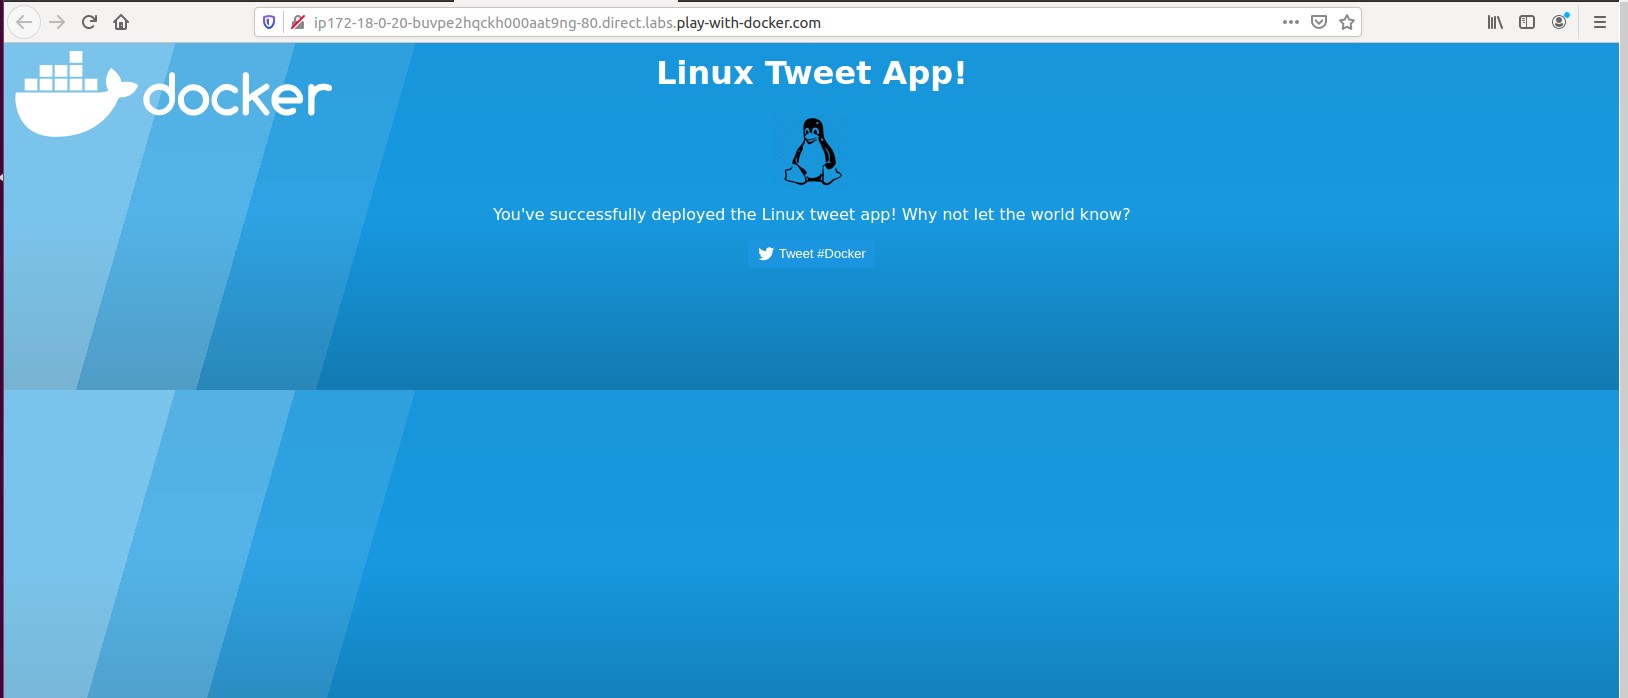 ip172-18-0-20-buvpe2hqckh000aat9ng-80.direct.labs.play-with-docker.com
docker
Linux Tweet App!
You've successfully deployed the Linux tweet app! Why not let the world know?
Tweet #Docker